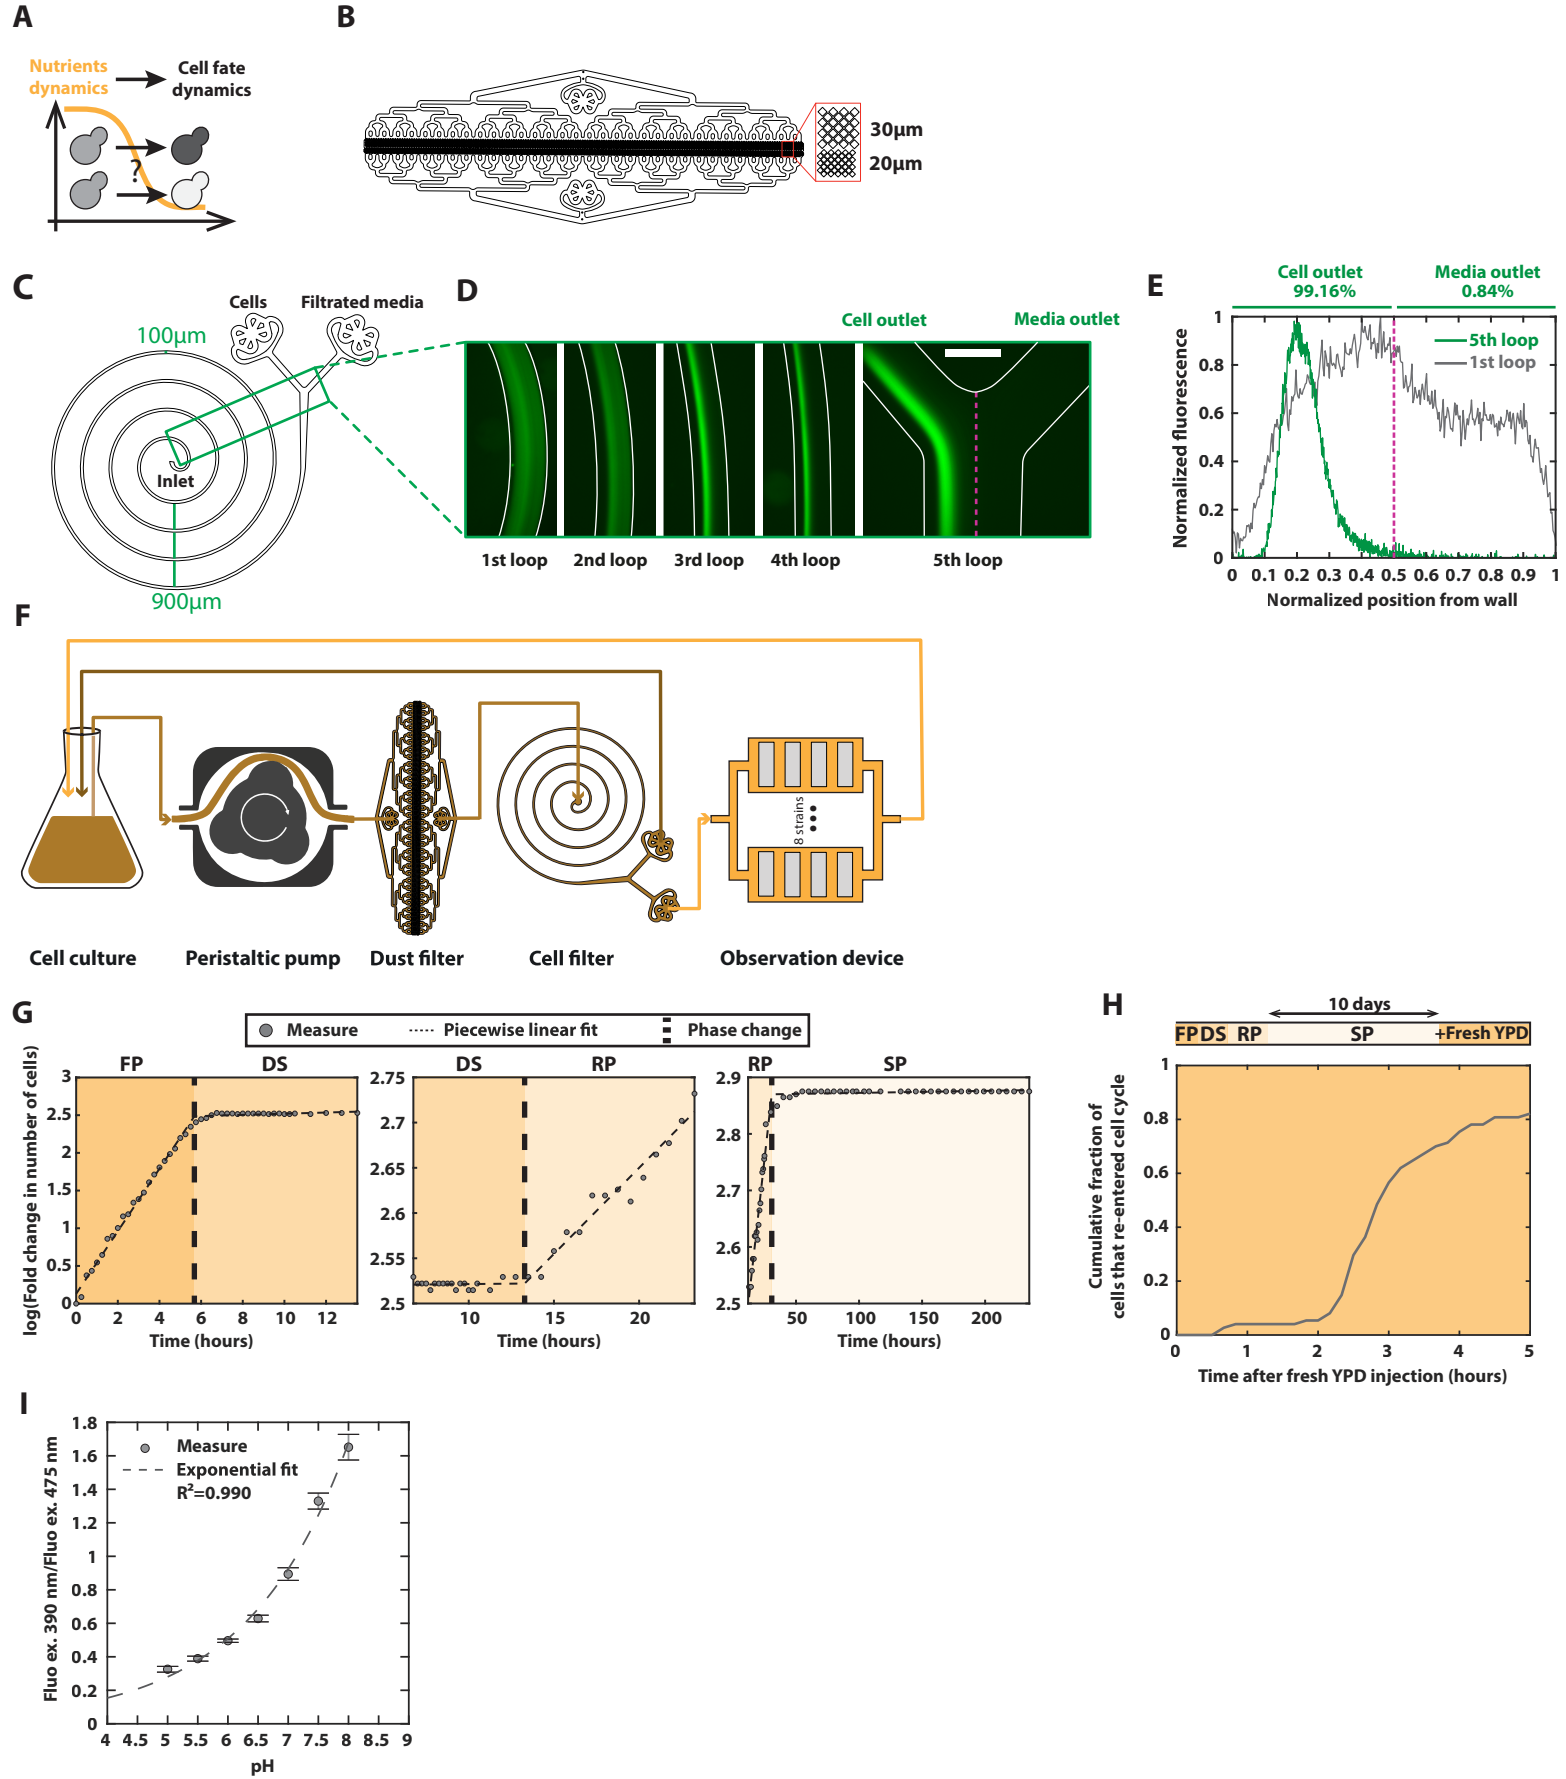 A
Nutrients
dynamics
Cell fate
dynamics
?
B
30µm
20µm
C
Cells
Filtrated media
100µm
Inlet
900µm
D
Cell outlet
Media outlet
1st loop
2nd loop
3rd loop
4th loop
5th loop
E
Cell outlet
99.16%
Media outlet
0.84%
Normalized fluorescence
1
0.8
0.6
0.4
0.2
0
5th loop
1st loop
0 0.1 0.2 0.3 0.4 0.5 0.6 0.7 0.8 0.9 1
Normalized position from wall
F
8 strains
Cell culture
Peristaltic pump
Dust filter
Cell filter
Observation device
G
Measure
Piecewise linear fit
Phase change
log(Fold change in number of cells)
FP
DS
3
2.5
2
1.5
1
0.5
0
0 2 4 6 8 10 12
Time (hours)
DS
RP
2.75
2.7
2.65
2.6
2.55
2.5
10 15 20
Time (hours)
RP
SP
2.9
2.8
2.7
2.6
2.5
50 100 150 200
Time (hours)
H
10 days
FP DS RP SP +Fresh YPD
Cumulative fraction of
cells that re-entered cell cycle
1
0.8
0.6
0.4
0.2
0
0 1 2 3 4 5
Time after fresh YPD injection (hours)
I
Fluo ex. 390 nm/Fluo ex. 475 nm
1.8
1.6
1.4
1.2
1
0.8
0.6
0.4
0.2
0
Measure
Exponential fit
R²=0.990
4 4.5 5 5.5 6 6.5 7 7.5 8 8.5 9
pH